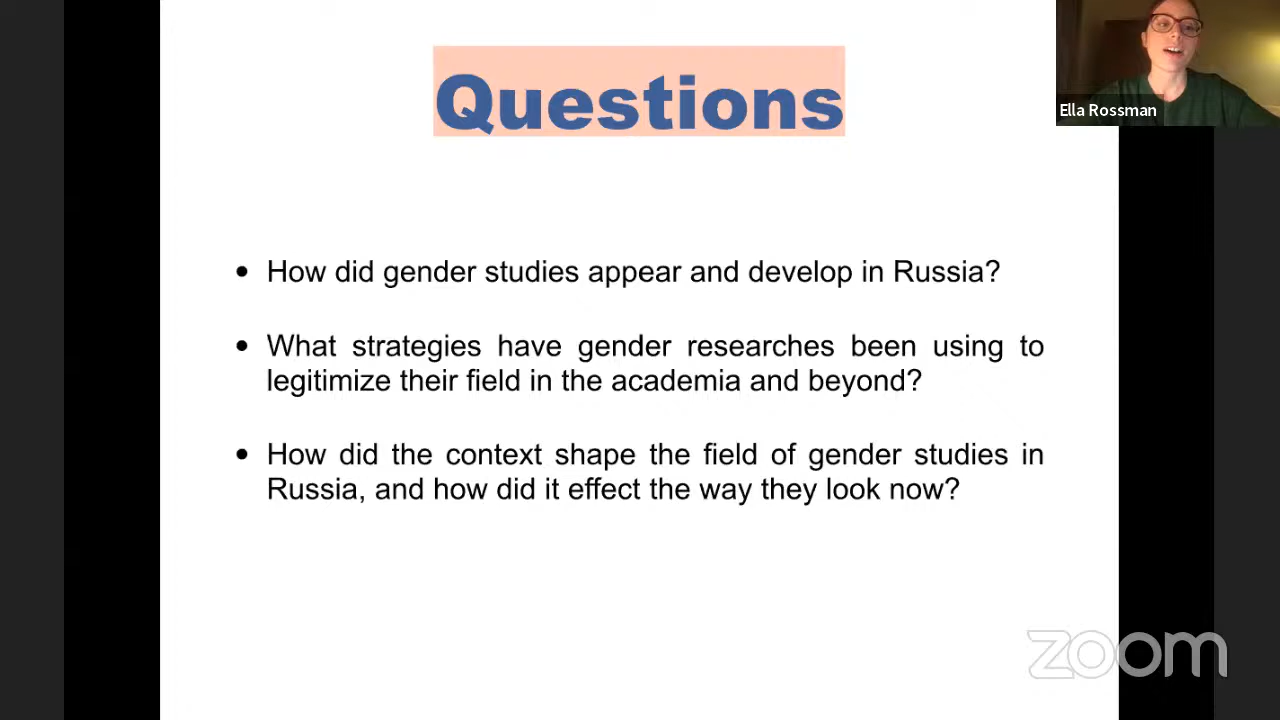 Questions
Ella Rossman
• How did gender studies appear and develop in Russia?
• What strategies have gender researches been using to
legitimize their field in the academia and beyond?
• How did the context shape the field of gender studies in
Russia, and how did it effect the way they look now?
zoom